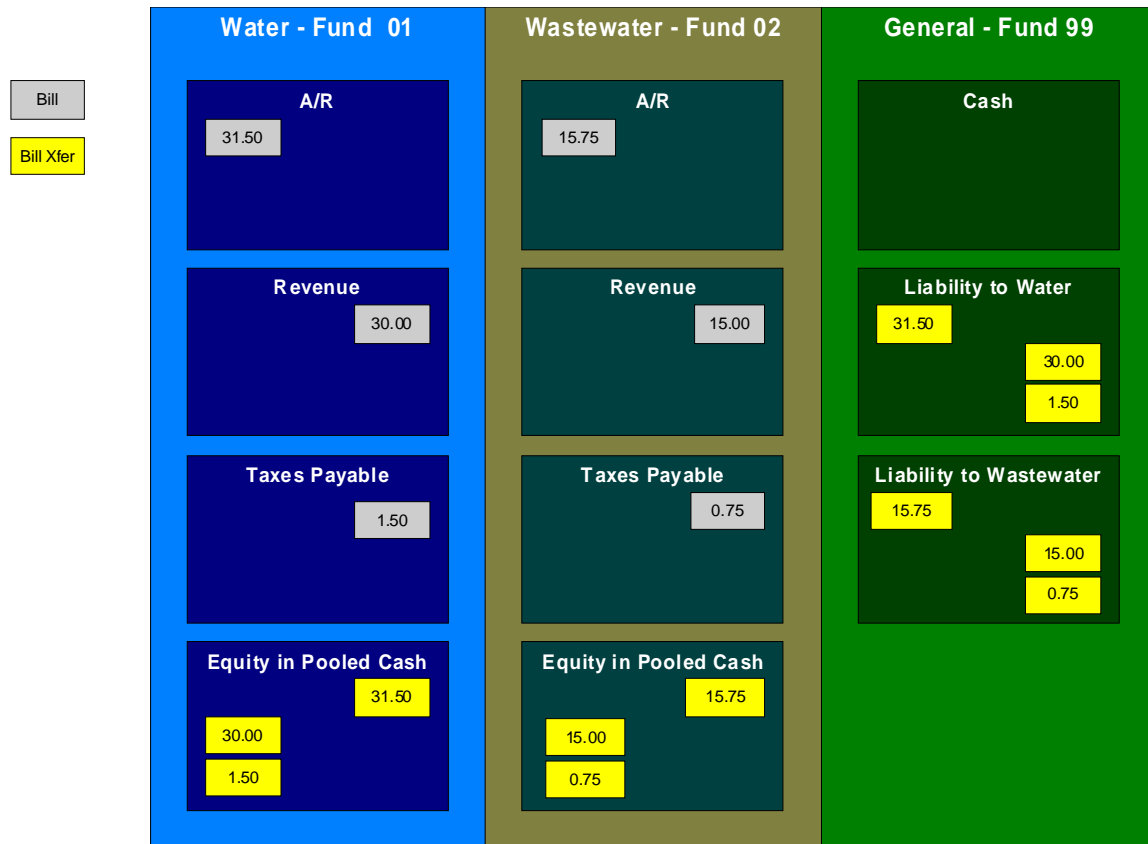 Water - Fund 01
Wastewater - Fund 02
General - Fund 99
Bill
Bill Xfer
A/R
31.50
Revenue
30.00
Taxes Payable
1.50
Equity in Pooled Cash
31.50
30.00
1.50
A/R
15.75
Revenue
15.00
Taxes Payable
0.75
Equity in Pooled Cash
15.75
15.00
0.75
Cash
Liability to Water
31.50
30.00
1.50
Liability to Wastewater
15.75
15.00
0.75